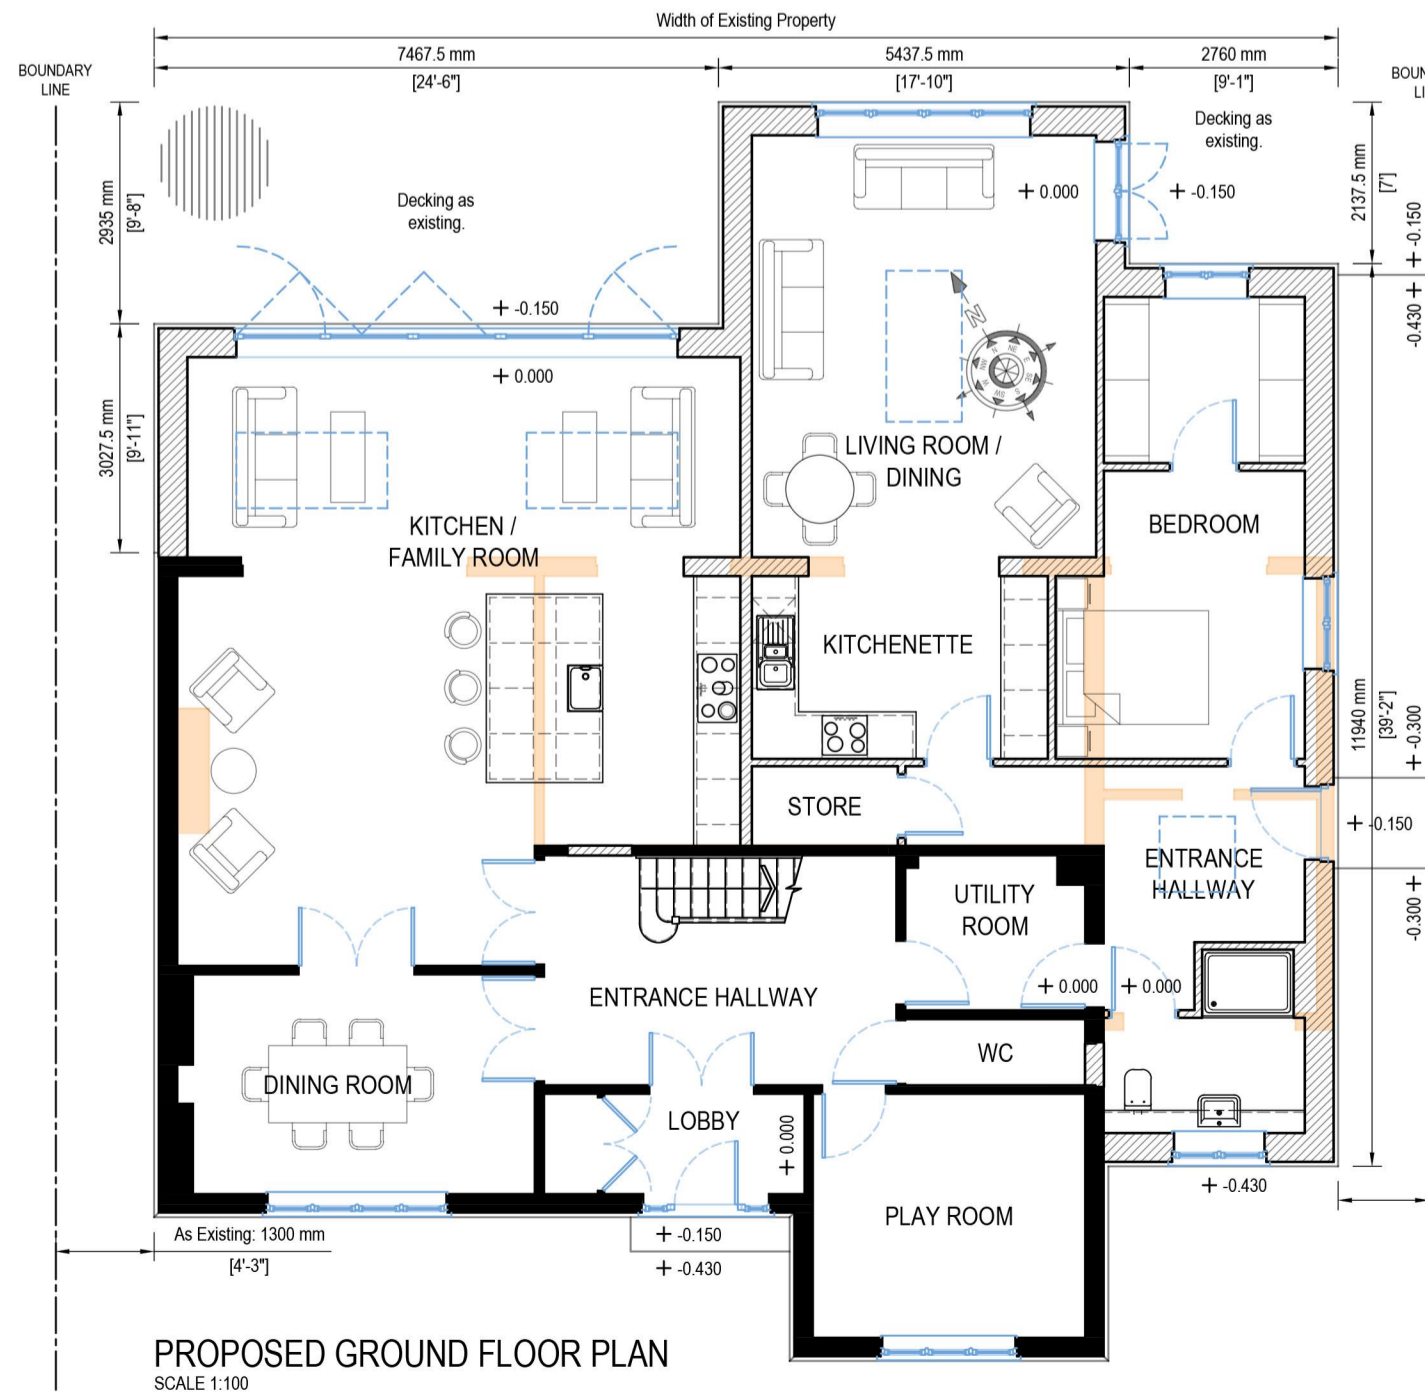 Width of Existing Property
7467.5 mm
[24'-6"]
5437.5 mm
[17'-10"]
2760 mm
[9'-1"]
BOUNDARY
LINE
Decking as
existing.
Decking as
existing.
2935 mm
[9'-8"]
2137.5 mm
[7']
+ 0.000
+ -0.150
+ -0.150
+ -0.430
+ -0.150
+ 0.000
3027.5 mm
[9'-11"]
N
N
NE
E
SE
S
SW
W
NW
LIVING ROOM /
DINING
KITCHEN /
FAMILY ROOM
BEDROOM
KITCHENETTE
11940 mm
[39'-2"]
+ -0.300
STORE
+ -0.150
ENTRANCE
HALLWAY
UTILITY
ROOM
+ -0.300
ENTRANCE HALLWAY
+ 0.000
+ 0.000
WC
DINING ROOM
LOBBY
+ 0.000
+ -0.430
PLAY ROOM
As Existing: 1300 mm
[4'-3"]
+ -0.150
+ -0.430
PROPOSED GROUND FLOOR PLAN
SCALE 1:100